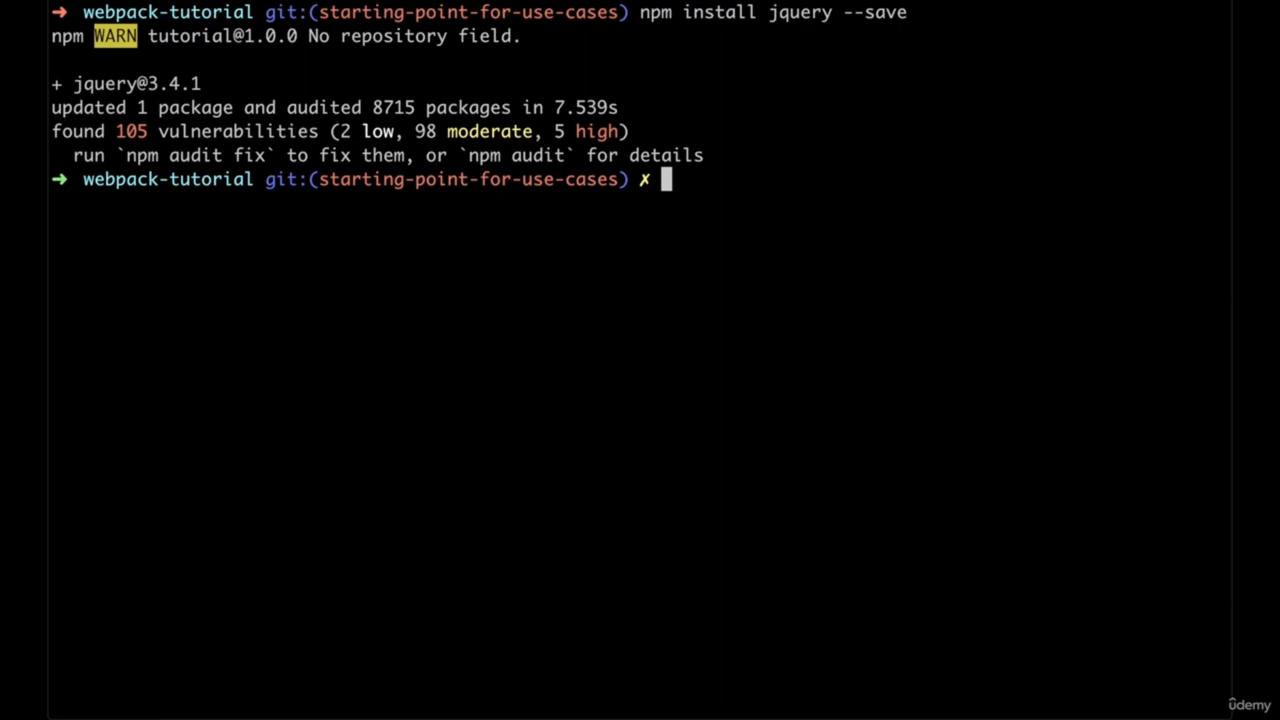 ➜ webpack-tutorial git:(starting-point-for-use-cases) npm install jquery --save
npm WARN tutorial@1.0.0 No repository field.
+ jquery@3.4.1
updated 1 package and audited 8715 packages in 7.539s
found 105 vulnerabilities (2 low, 98 moderate, 5 high)
run `npm audit fix` to fix them, or `npm audit` for details
➜ webpack-tutorial git:(starting-point-for-use-cases) ✗
ûdemy